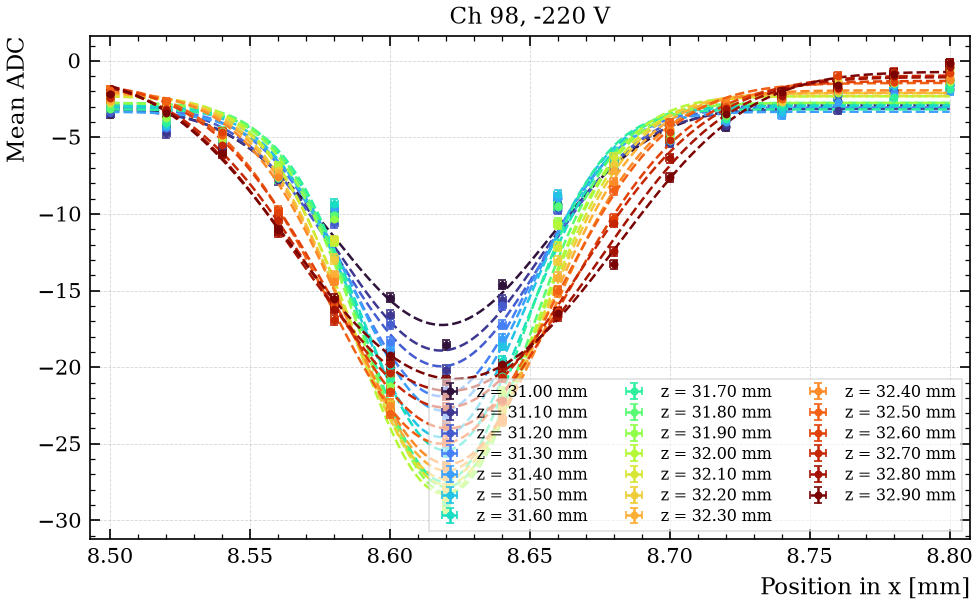 Ch 98, -220 V
Mean ADC
0
−5
−10
−15
−20
−25
−30
z = 31.00 mm
z = 31.10 mm
z = 31.20 mm
z = 31.30 mm
z = 31.40 mm
z = 31.50 mm
z = 31.60 mm
z = 31.70 mm
z = 31.80 mm
z = 31.90 mm
z = 32.00 mm
z = 32.10 mm
z = 32.20 mm
z = 32.30 mm
z = 32.40 mm
z = 32.50 mm
z = 32.60 mm
z = 32.70 mm
z = 32.80 mm
z = 32.90 mm
8.50 8.55 8.60 8.65 8.70 8.75 8.80
Position in x [mm]